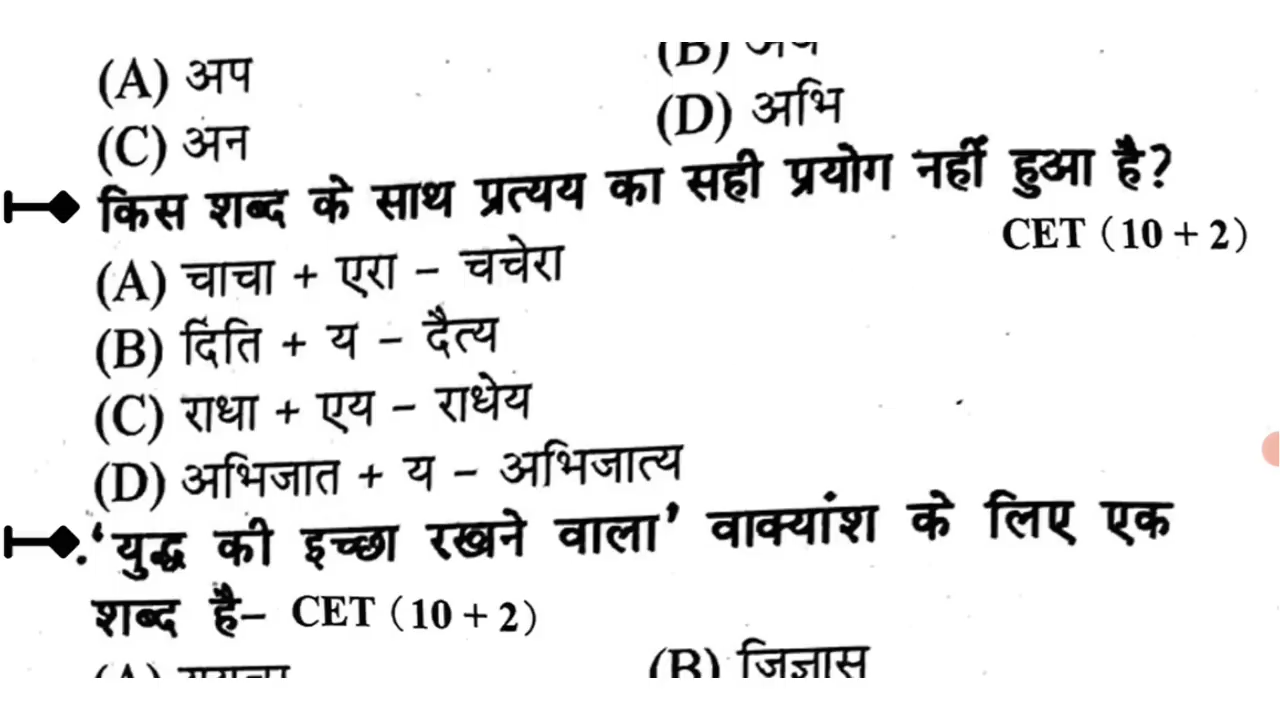 (A) अप
(B)
(C) अन
(D) अभि
किस शब्द के साथ प्रत्यय का सही प्रयोग नहीं हुआ है?
CET (10 + 2)
(A) चाचा + एरा – चचेरा
(B) दिति + य – दैत्य
(C) राधा + एय – राधेय
(D) अभिजात + य – अभिजात्य
‘युद्ध की इच्छा रखने वाला’ वाक्यांश के लिए एक
शब्द है– CET (10 + 2)
(A)
(B) जिज्ञास